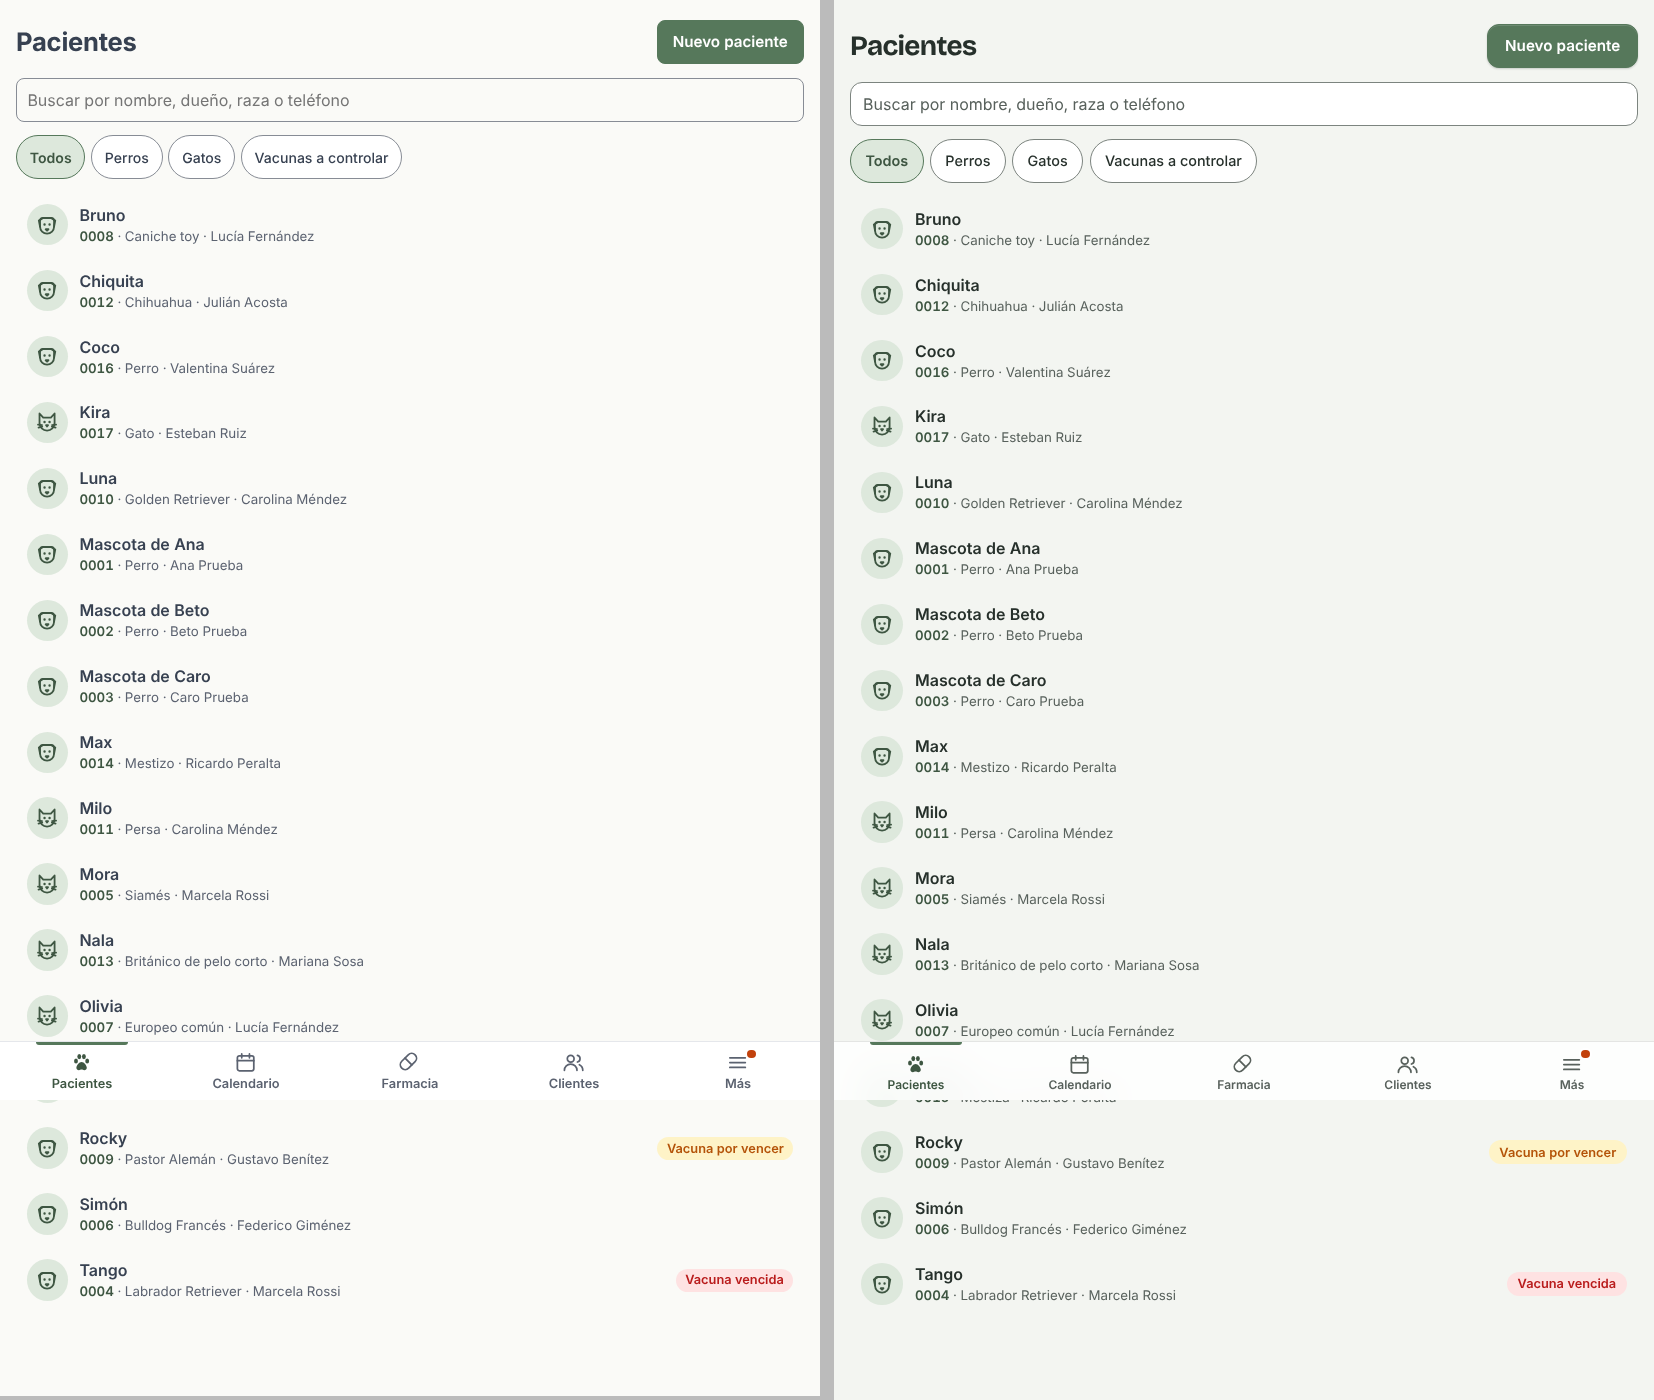 Pacientes
Nuevo paciente
Buscar por nombre, dueño, raza o teléfono
Todos
Perros
Gatos
Vacunas a controlar
Bruno
0008 · Caniche toy · Lucía Fernández
Chiquita
0012 · Chihuahua · Julián Acosta
Coco
0016 · Perro · Valentina Suárez
Kira
0017 · Gato · Esteban Ruiz
Luna
0010 · Golden Retriever · Carolina Méndez
Mascota de Ana
0001 · Perro · Ana Prueba
Mascota de Beto
0002 · Perro · Beto Prueba
Mascota de Caro
0003 · Perro · Caro Prueba
Max
0014 · Mestizo · Ricardo Peralta
Milo
0011 · Persa · Carolina Méndez
Mora
0005 · Siamés · Marcela Rossi
Nala
0013 · Británico de pelo corto · Mariana Sosa
Olivia
0007 · Europeo común · Lucía Fernández
Pacientes
Calendario
Farmacia
Clientes
Más
Rocky
0009 · Pastor Alemán · Gustavo Benítez
Vacuna por vencer
Simón
0006 · Bulldog Francés · Federico Giménez
Tango
0004 · Labrador Retriever · Marcela Rossi
Vacuna vencida
Pacientes
Nuevo paciente
Buscar por nombre, dueño, raza o teléfono
Todos
Perros
Gatos
Vacunas a controlar
Bruno
0008 · Caniche toy · Lucía Fernández
Chiquita
0012 · Chihuahua · Julián Acosta
Coco
0016 · Perro · Valentina Suárez
Kira
0017 · Gato · Esteban Ruiz
Luna
0010 · Golden Retriever · Carolina Méndez
Mascota de Ana
0001 · Perro · Ana Prueba
Mascota de Beto
0002 · Perro · Beto Prueba
Mascota de Caro
0003 · Perro · Caro Prueba
Max
0014 · Mestizo · Ricardo Peralta
Milo
0011 · Persa · Carolina Méndez
Mora
0005 · Siamés · Marcela Rossi
Nala
0013 · Británico de pelo corto · Mariana Sosa
Olivia
0007 · Europeo común · Lucía Fernández
Pacientes
Calendario
Farmacia
Clientes
Más
Rocky
0009 · Pastor Alemán · Gustavo Benítez
Vacuna por vencer
Simón
0006 · Bulldog Francés · Federico Giménez
Tango
0004 · Labrador Retriever · Marcela Rossi
Vacuna vencida